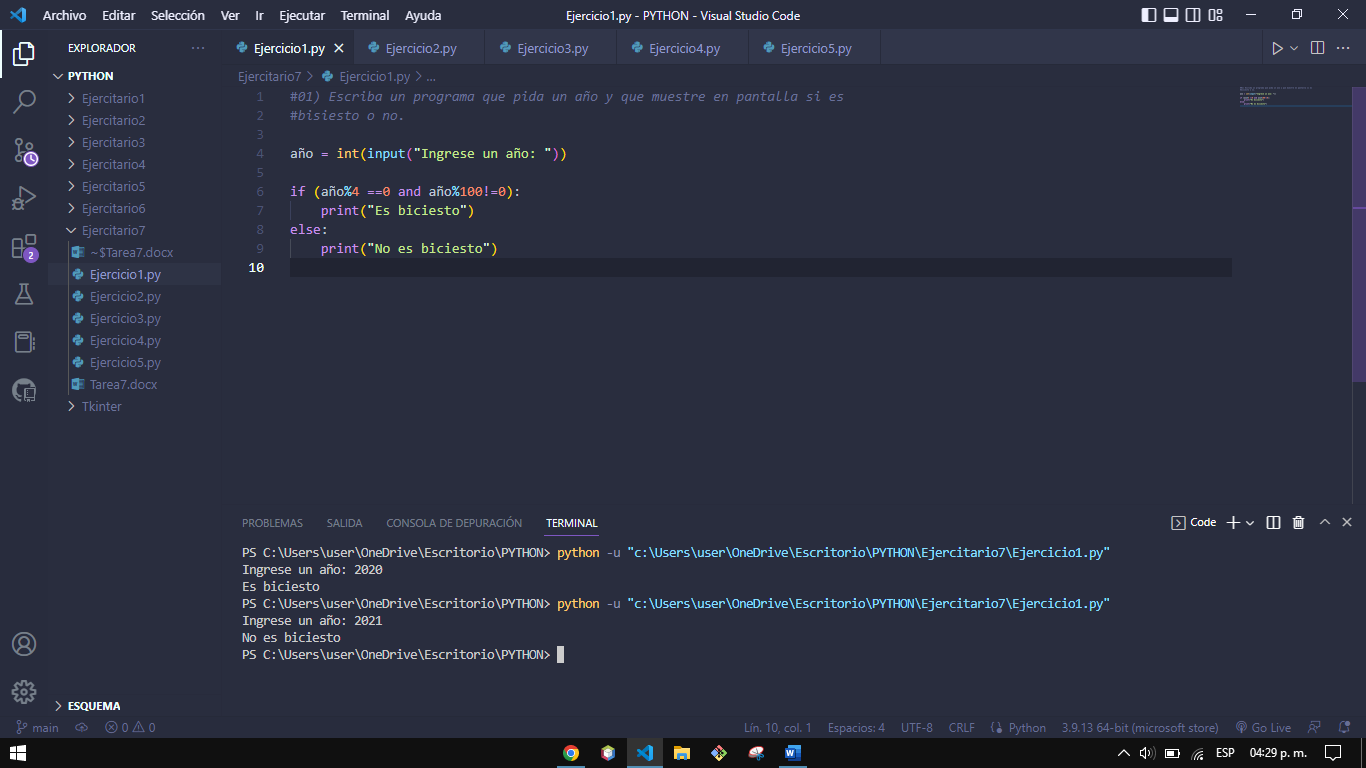 Archivo Editar Selección Ver Ir Ejecutar Terminal Ayuda
Ejercicio1.py - PYTHON - Visual Studio Code
EXPLORADOR
PYTHON
Ejercitario1
Ejercitario2
Ejercitario3
Ejercitario4
Ejercitario5
Ejercitario6
Ejercitario7
~$Tarea7.docx
Ejercicio1.py
Ejercicio2.py
Ejercicio3.py
Ejercicio4.py
Ejercicio5.py
Tarea7.docx
Tkinter
ESQUEMA
2
Ejercicio1.py Ejercicio2.py Ejercicio3.py Ejercicio4.py Ejercicio5.py
Ejercitario7 > Ejercicio1.py > ...
1 #01) Escriba un programa que pida un año y que muestre en pantalla si es
2 #bisiesto o no.
3
4 año = int(input("Ingrese un año: "))
5
6 if (año%4 ==0 and año%100!=0):
7 print("Es biciesto")
8 else:
9 print("No es biciesto")
10
PROBLEMAS SALIDA CONSOLA DE DEPURACIÓN TERMINAL
Code
PS C:\Users\user\OneDrive\Escritorio\PYTHON> python -u "c:\Users\user\OneDrive\Escritorio\PYTHON\Ejercitario7\Ejercicio1.py"
Ingrese un año: 2020
Es biciesto
PS C:\Users\user\OneDrive\Escritorio\PYTHON> python -u "c:\Users\user\OneDrive\Escritorio\PYTHON\Ejercitario7\Ejercicio1.py"
Ingrese un año: 2021
No es biciesto
PS C:\Users\user\OneDrive\Escritorio\PYTHON>
main 0 0 Lín. 10, col. 1 Espacios: 4 UTF-8 CRLF Python 3.9.13 64-bit (microsoft store) Go Live
ESP 04:29 p. m.